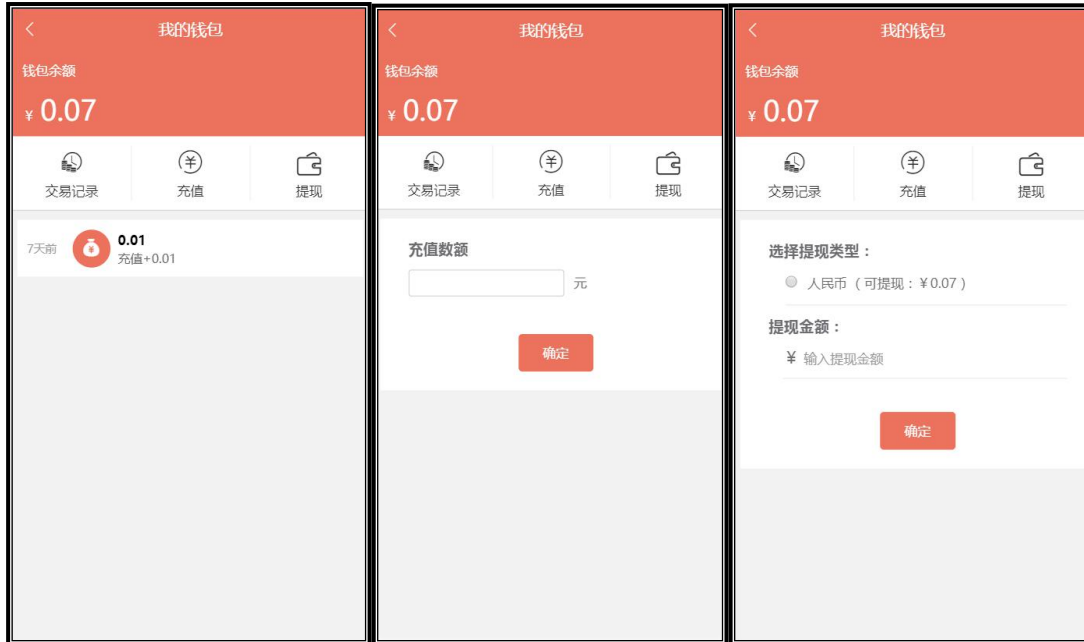 我的钱包
钱包余额
¥ 0.07
交易记录 充值 提现
7天前 0.01
充值+0.01
我的钱包
钱包余额
¥ 0.07
交易记录 充值 提现
充值数额
元
确定
我的钱包
钱包余额
¥ 0.07
交易记录 充值 提现
选择提现类型：
人民币（可提现：¥0.07）
提现金额：
¥ 输入提现金额
确定